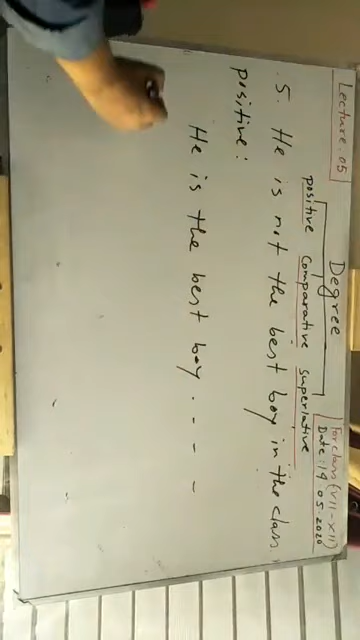 Lecture. 05
Degree
For class (VII-XII)
Date: 14.05.2020
positive comparative superlative
5. He is not the best boy in the class.
positive:
He is the best boy. - - -